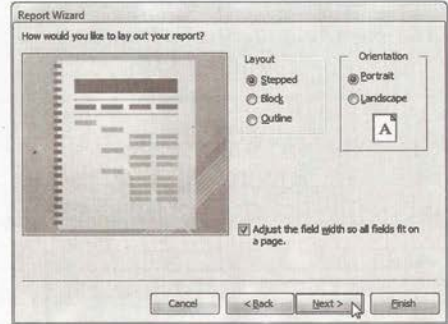 Report Wizard
How would you like to lay out your report?
Layout
Stepped
Block
Outline
Orientation
Portrait
Landscape
A
Adjust the field width so all fields fit on
a page.
Cancel
< Back
Next >
Finish